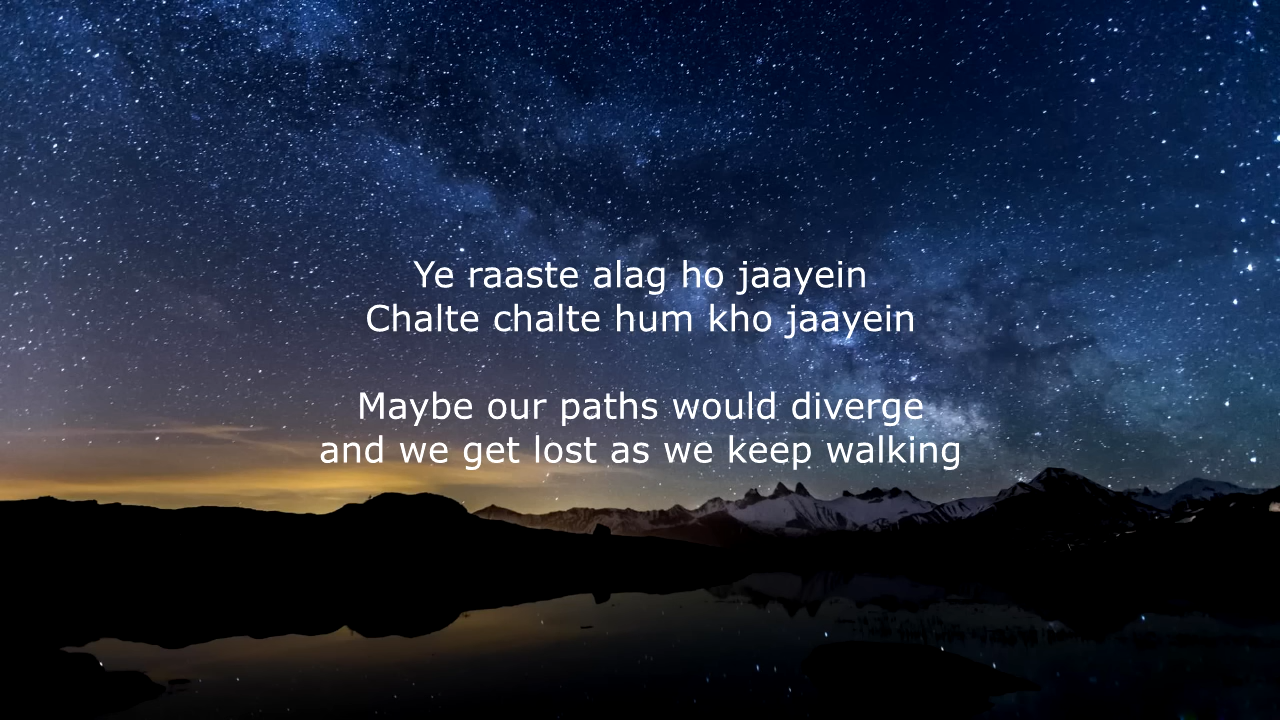 Ye raaste alag ho jaayein
Chalte chalte hum kho jaayein
Maybe our paths would diverge
and we get lost as we keep walking